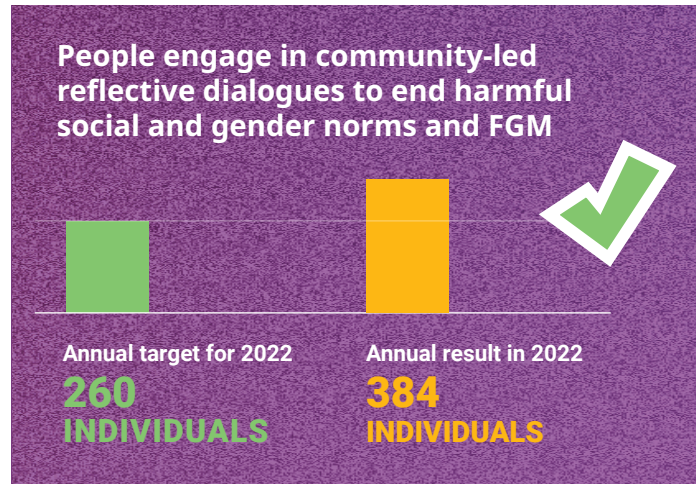 People engage in community-led
reflective dialogues to end harmful
social and gender norms and FGM
Annual target for 2022
260
INDIVIDUALS
Annual result in 2022
384
INDIVIDUALS